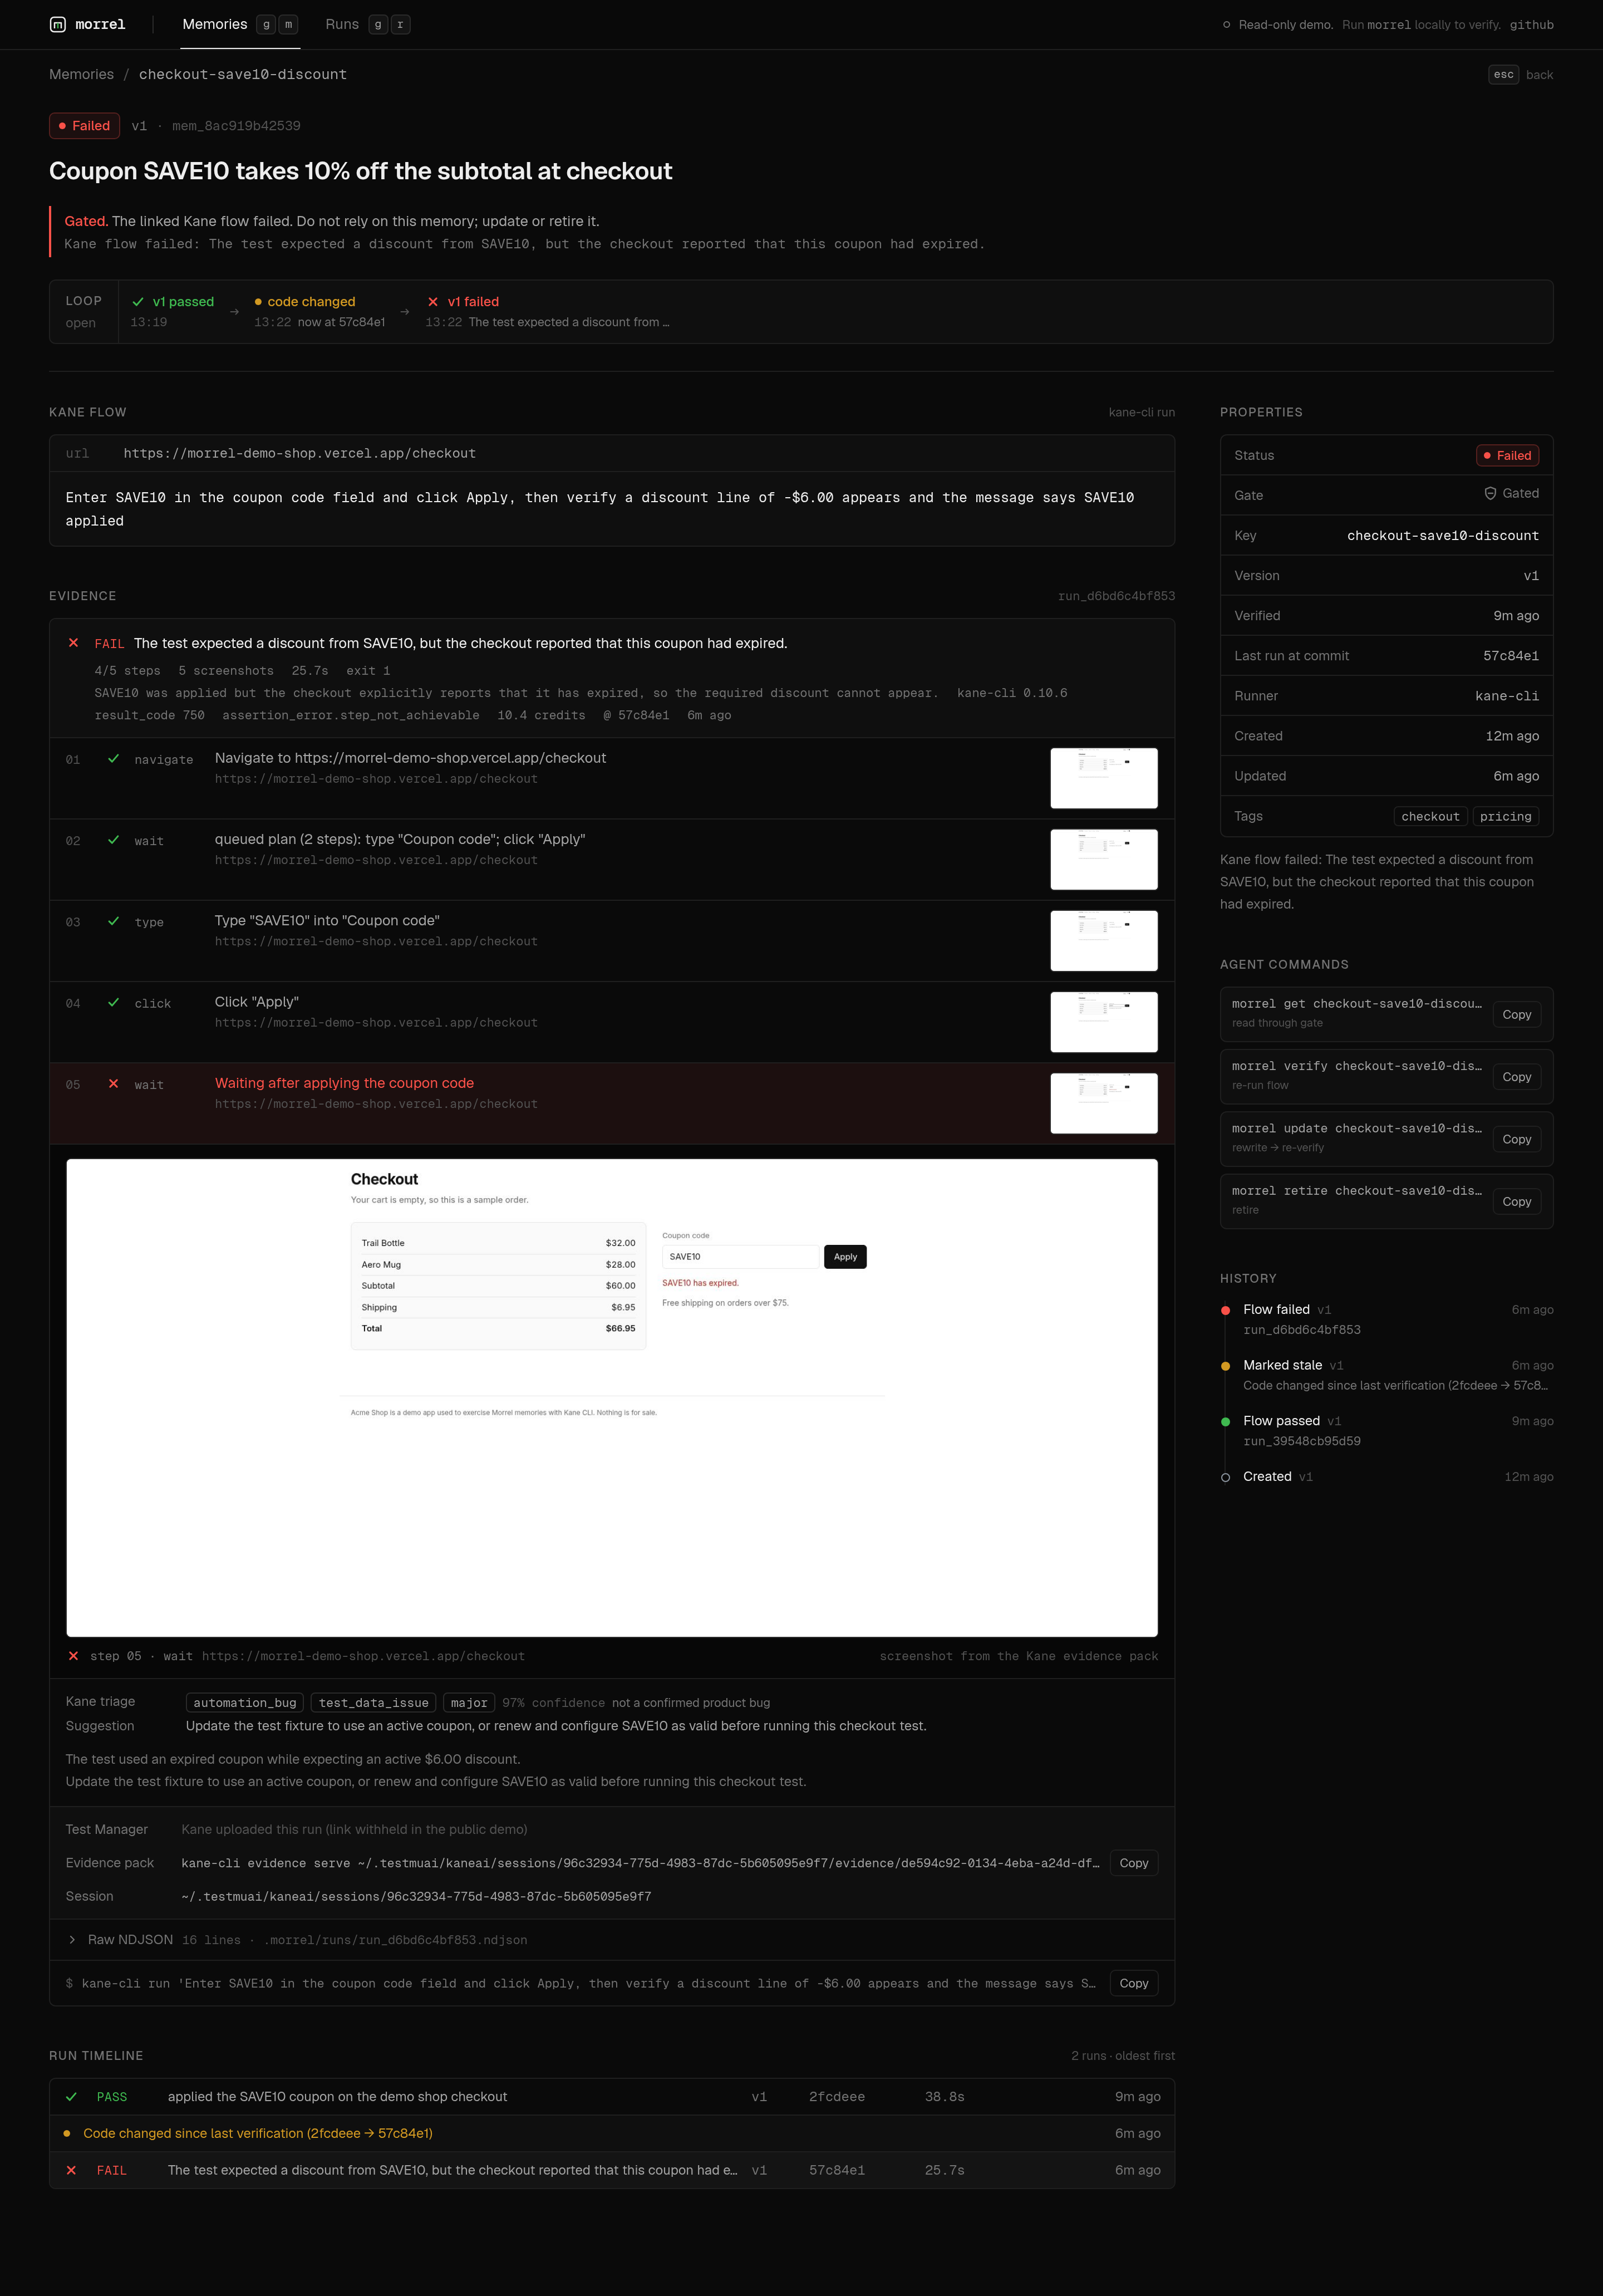 morrel Memories g m Runs g r Read-only demo. Run morrel locally to verify. github
Memories / checkout-save10-discount esc back
Failed v1 · mem_8ac919b42539
Coupon SAVE10 takes 10% off the subtotal at checkout
Gated. The linked Kane flow failed. Do not rely on this memory; update or retire it.
Kane flow failed: The test expected a discount from SAVE10, but the checkout reported that this coupon had expired.
LOOP v1 passed → code changed → v1 failed
open 13:19 13:22 now at 57c84e1 13:22 The test expected a discount from …
KANE FLOW kane-cli run
url https://morrel-demo-shop.vercel.app/checkout
Enter SAVE10 in the coupon code field and click Apply, then verify a discount line of -$6.00 appears and the message says SAVE10
applied
EVIDENCE run_d6bd6c4bf853
FAIL The test expected a discount from SAVE10, but the checkout reported that this coupon had expired.
4/5 steps 5 screenshots 25.7s exit 1
SAVE10 was applied but the checkout explicitly reports that it has expired, so the required discount cannot appear. kane-cli 0.10.6
result_code 750 assertion_error.step_not_achievable 10.4 credits @ 57c84e1 6m ago
01 navigate Navigate to https://morrel-demo-shop.vercel.app/checkout
https://morrel-demo-shop.vercel.app/checkout
02 wait queued plan (2 steps): type "Coupon code"; click "Apply"
https://morrel-demo-shop.vercel.app/checkout
03 type Type "SAVE10" into "Coupon code"
https://morrel-demo-shop.vercel.app/checkout
04 click Click "Apply"
https://morrel-demo-shop.vercel.app/checkout
05 wait Waiting after applying the coupon code
https://morrel-demo-shop.vercel.app/checkout
Checkout
Your cart is empty, so this is a sample order.
Trail Bottle $32.00
Aero Mug $28.00
Subtotal $60.00
Shipping $6.95
Total $66.95
Coupon code
SAVE10 Apply
SAVE10 has expired.
Free shipping on orders over $75.
Acme Shop is a demo app used to exercise Morrel memories with Kane CLI. Nothing is for sale.
step 05 · wait https://morrel-demo-shop.vercel.app/checkout screenshot from the Kane evidence pack
Kane triage automation_bug test_data_issue major 97% confidence not a confirmed product bug
Suggestion Update the test fixture to use an active coupon, or renew and configure SAVE10 as valid before running this checkout test.
The test used an expired coupon while expecting an active $6.00 discount.
Update the test fixture to use an active coupon, or renew and configure SAVE10 as valid before running this checkout test.
Test Manager Kane uploaded this run (link withheld in the public demo)
Evidence pack kane-cli evidence serve ~/.testmuai/kaneai/sessions/96c32934-775d-4983-87dc-5b605095e9f7/evidence/de594c92-0134-4eba-a24d-df… Copy
Session ~/.testmuai/kaneai/sessions/96c32934-775d-4983-87dc-5b605095e9f7
Raw NDJSON 16 lines · .morrel/runs/run_d6bd6c4bf853.ndjson
$ kane-cli run 'Enter SAVE10 in the coupon code field and click Apply, then verify a discount line of -$6.00 appears and the message says S… Copy
RUN TIMELINE 2 runs · oldest first
PASS applied the SAVE10 coupon on the demo shop checkout v1 2fcdeee 38.8s 9m ago
Code changed since last verification (2fcdeee → 57c84e1) 6m ago
FAIL The test expected a discount from SAVE10, but the checkout reported that this coupon had e… v1 57c84e1 25.7s 6m ago
PROPERTIES
Status Failed
Gate Gated
Key checkout-save10-discount
Version v1
Verified 9m ago
Last run at commit 57c84e1
Runner kane-cli
Created 12m ago
Updated 6m ago
Tags checkout pricing
Kane flow failed: The test expected a discount from
SAVE10, but the checkout reported that this coupon
had expired.
AGENT COMMANDS
morrel get checkout-save10-discou… Copy
read through gate
morrel verify checkout-save10-dis… Copy
re-run flow
morrel update checkout-save10-dis… Copy
rewrite → re-verify
morrel retire checkout-save10-dis… Copy
retire
HISTORY
Flow failed v1 6m ago
run_d6bd6c4bf853
Marked stale v1 6m ago
Code changed since last verification (2fcdeee → 57c8…
Flow passed v1 9m ago
run_39548cb95d59
Created v1 12m ago